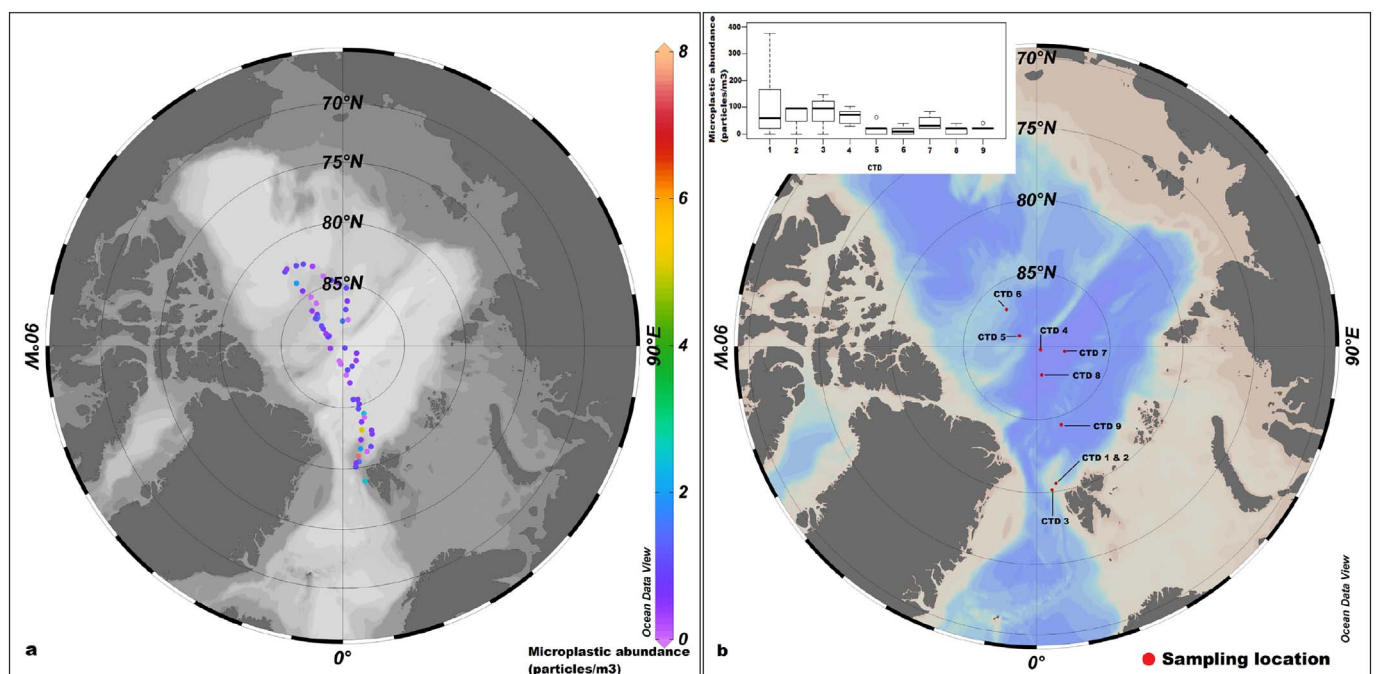 8
6
4
2
0
70°N
75°N
80°N
85°N
90°W
90°E
0°
Ocean Data View
a
Microplastic abundance
(particles/m3)
Microplastic abundance
(particles/m3)
400
300
200
100
0
1 2 3 4 5 6 7 8 9
CTD
70°N
75°N
80°N
85°N
90°W
90°E
0°
CTD 6
CTD 5
CTD 4
CTD 7
CTD 8
CTD 9
CTD 1 & 2
CTD 3
Ocean Data View
b
Sampling location